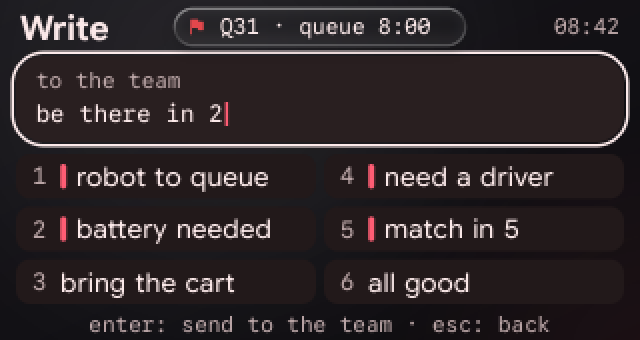 Write
Q31 · queue 8:00
08:42
to the team
be there in 2
1 robot to queue
2 battery needed
3 bring the cart
4 need a driver
5 match in 5
6 all good
enter: send to the team · esc: back